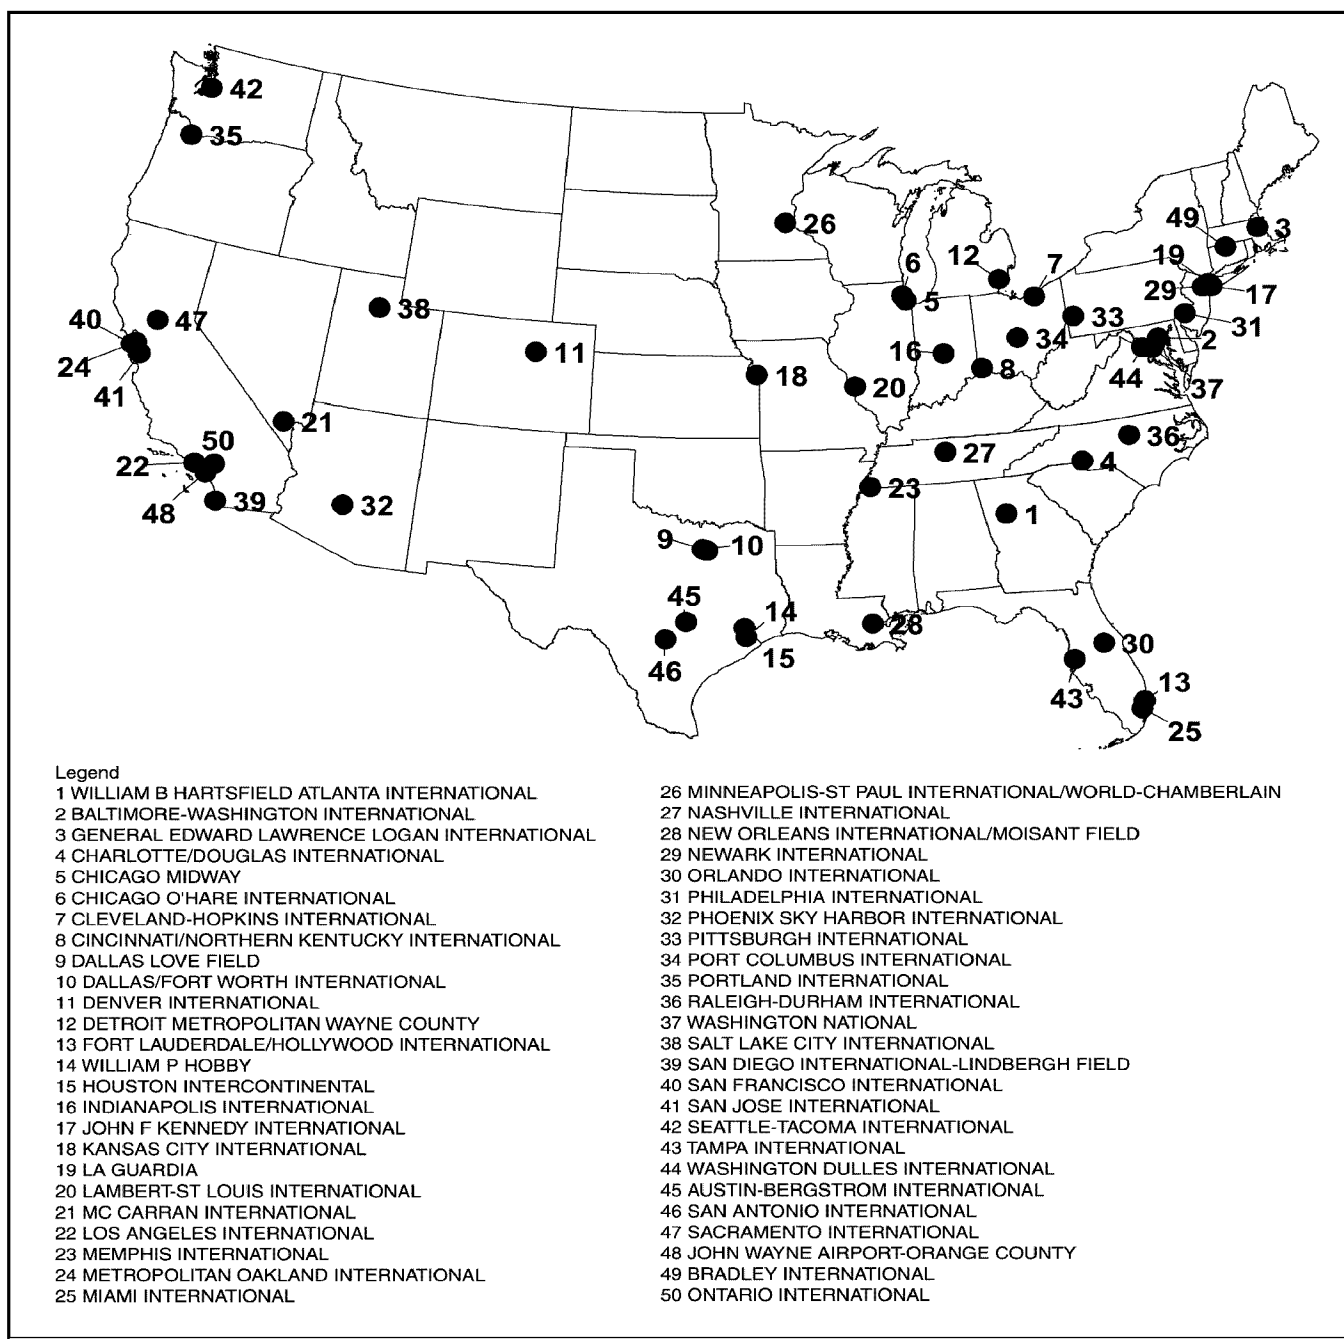 42
35
26
49
3
19
6
12
7
5
29
17
40
47
38
33
31
24
11
16
34
2
41
18
20
8
44
37
21
50
36
22
27
4
48
39
32
23
1
9
10
45
14
28
46
15
30
43
13
25
Legend
1 WILLIAM B HARTSFIELD ATLANTA INTERNATIONAL
2 BALTIMORE-WASHINGTON INTERNATIONAL
3 GENERAL EDWARD LAWRENCE LOGAN INTERNATIONAL
4 CHARLOTTE/DOUGLAS INTERNATIONAL
5 CHICAGO MIDWAY
6 CHICAGO O'HARE INTERNATIONAL
7 CLEVELAND-HOPKINS INTERNATIONAL
8 CINCINNATI/NORTHERN KENTUCKY INTERNATIONAL
9 DALLAS LOVE FIELD
10 DALLAS/FORT WORTH INTERNATIONAL
11 DENVER INTERNATIONAL
12 DETROIT METROPOLITAN WAYNE COUNTY
13 FORT LAUDERDALE/HOLLYWOOD INTERNATIONAL
14 WILLIAM P HOBBY
15 HOUSTON INTERCONTINENTAL
16 INDIANAPOLIS INTERNATIONAL
17 JOHN F KENNEDY INTERNATIONAL
18 KANSAS CITY INTERNATIONAL
19 LA GUARDIA
20 LAMBERT-ST LOUIS INTERNATIONAL
21 MC CARRAN INTERNATIONAL
22 LOS ANGELES INTERNATIONAL
23 MEMPHIS INTERNATIONAL
24 METROPOLITAN OAKLAND INTERNATIONAL
25 MIAMI INTERNATIONAL
26 MINNEAPOLIS-ST PAUL INTERNATIONAL/WORLD-CHAMBERLAIN
27 NASHVILLE INTERNATIONAL
28 NEW ORLEANS INTERNATIONAL/MOISANT FIELD
29 NEWARK INTERNATIONAL
30 ORLANDO INTERNATIONAL
31 PHILADELPHIA INTERNATIONAL
32 PHOENIX SKY HARBOR INTERNATIONAL
33 PITTSBURGH INTERNATIONAL
34 PORT COLUMBUS INTERNATIONAL
35 PORTLAND INTERNATIONAL
36 RALEIGH-DURHAM INTERNATIONAL
37 WASHINGTON NATIONAL
38 SALT LAKE CITY INTERNATIONAL
39 SAN DIEGO INTERNATIONAL-LINDBERGH FIELD
40 SAN FRANCISCO INTERNATIONAL
41 SAN JOSE INTERNATIONAL
42 SEATTLE-TACOMA INTERNATIONAL
43 TAMPA INTERNATIONAL
44 WASHINGTON DULLES INTERNATIONAL
45 AUSTIN-BERGSTROM INTERNATIONAL
46 SAN ANTONIO INTERNATIONAL
47 SACRAMENTO INTERNATIONAL
48 JOHN WAYNE AIRPORT-ORANGE COUNTY
49 BRADLEY INTERNATIONAL
50 ONTARIO INTERNATIONAL